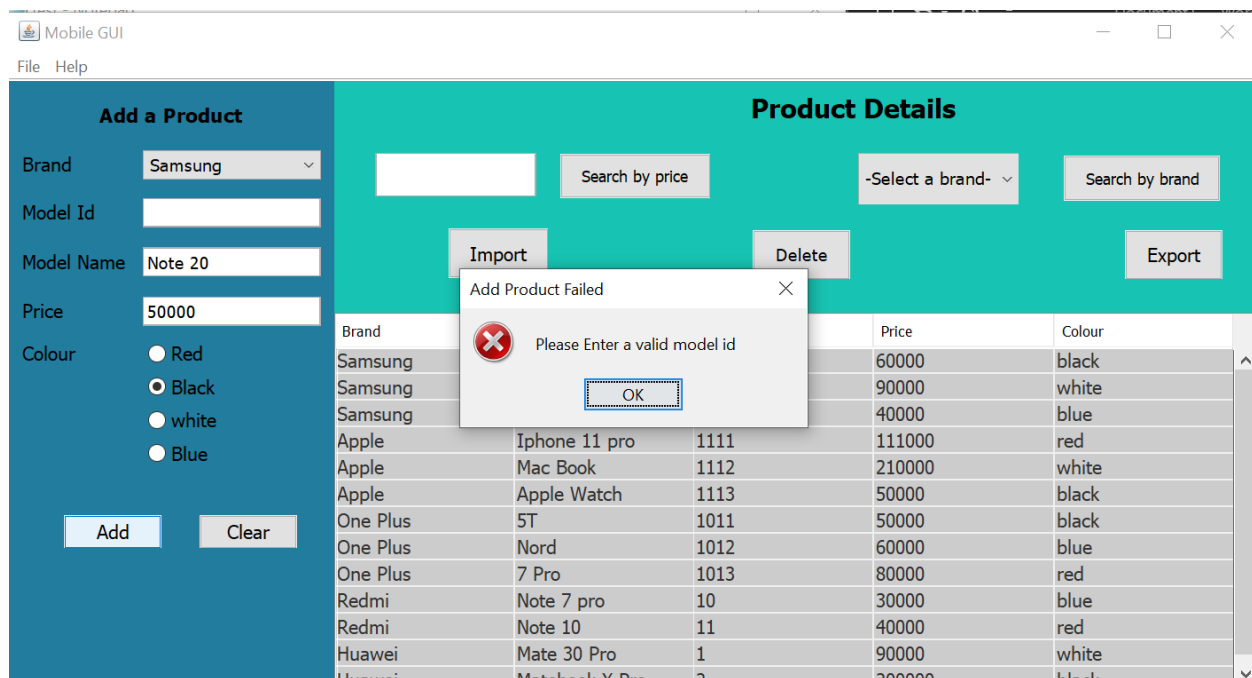 Mobile GUI
File Help
Add a Product
Brand Samsung
Model Id
Model Name Note 20
Price 50000
Colour Red
Black
white
Blue
Add Clear
Product Details
Search by price -Select a brand- Search by brand
Import Delete Export
Add Product Failed
Please Enter a valid model id
OK
Brand Price Colour
Samsung 60000 black
Samsung 90000 white
Samsung 40000 blue
Apple Iphone 11 pro 1111 111000 red
Apple Mac Book 1112 210000 white
Apple Apple Watch 1113 50000 black
One Plus 5T 1011 50000 black
One Plus Nord 1012 60000 blue
One Plus 7 Pro 1013 80000 red
Redmi Note 7 pro 10 30000 blue
Redmi Note 10 11 40000 red
Huawei Mate 30 Pro 1 90000 white